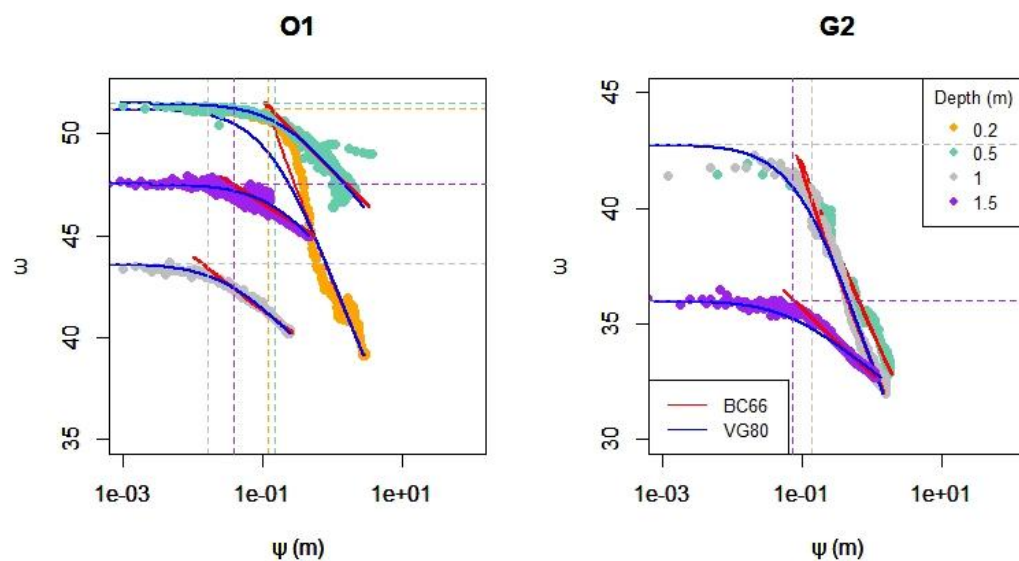 O1
50
45
40
35
ω
1e-03 1e-01 1e+01
ψ (m)
G2
45
40
35
30
ω
1e-03 1e-01 1e+01
ψ (m)
Depth (m)
0.2
0.5
1
1.5
BC66
VG80